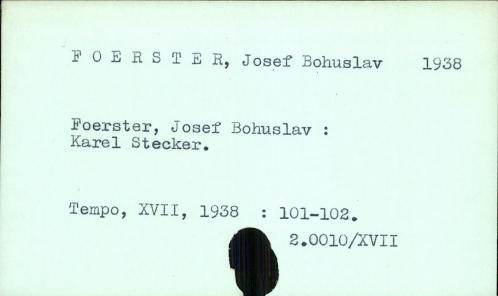 F O E R S T E R, Josef Bohuslav 1938
Foerster, Josef Bohuslav :
Karel Stecker.
Tempo, XVII, 1938 : 101-102.
2.0010/XVII